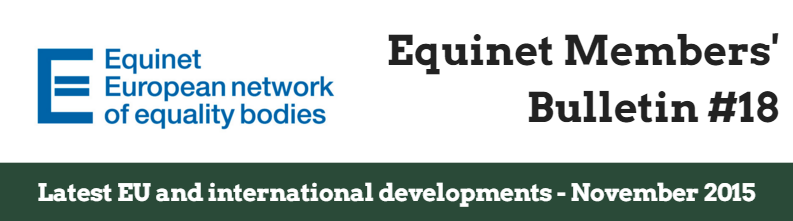 Equinet
European network
of equality bodies
Equinet Members'
Bulletin #18
Latest EU and international developments - November 2015